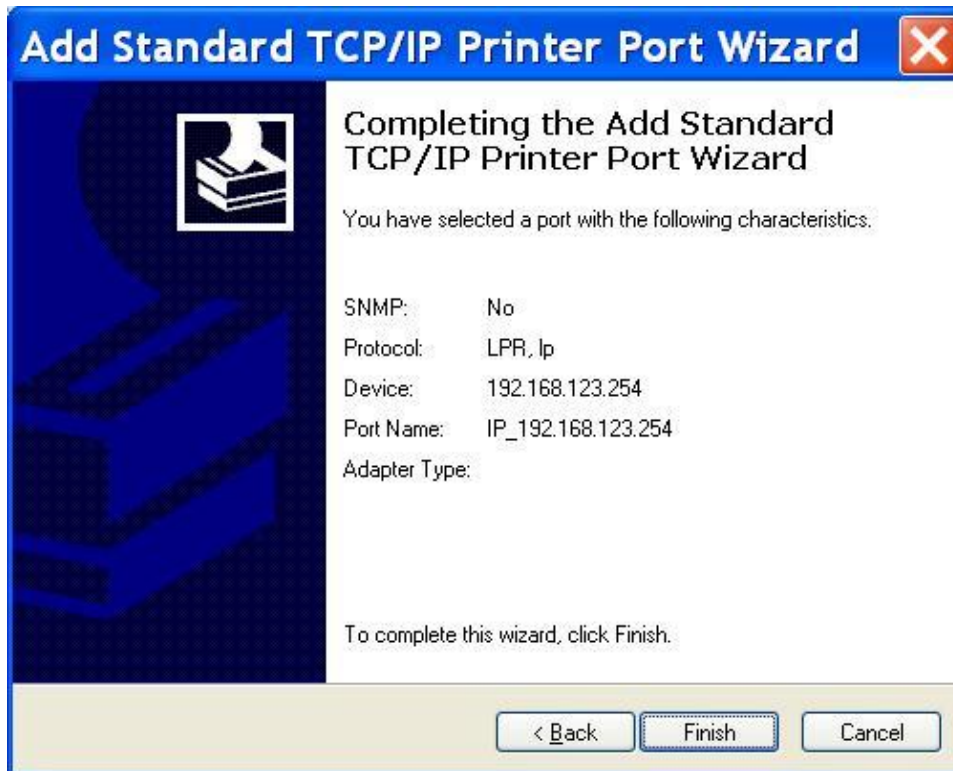 Add Standard TCP/IP Printer Port Wizard
Completing the Add Standard
TCP/IP Printer Port Wizard
You have selected a port with the following characteristics.
SNMP: No
Protocol: LPR, lp
Device: 192.168.123.254
Port Name: IP_192.168.123.254
Adapter Type:
To complete this wizard, click Finish.
< Back Finish Cancel